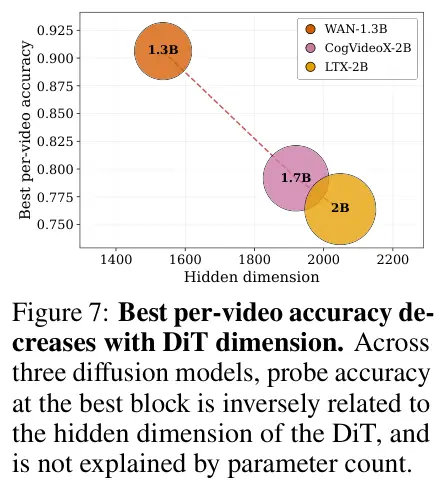 0.925
0.900
0.875
0.850
0.825
0.800
0.775
0.750
Best per-video accuracy
1.3B
1.7B
2B
WAN-1.3B
CogVideoX-2B
LTX-2B
1400 1600 1800 2000 2200
Hidden dimension
Figure 7: Best per-video accuracy de-
creases with DiT dimension. Across
three diffusion models, probe accuracy
at the best block is inversely related to
the hidden dimension of the DiT, and
is not explained by parameter count.